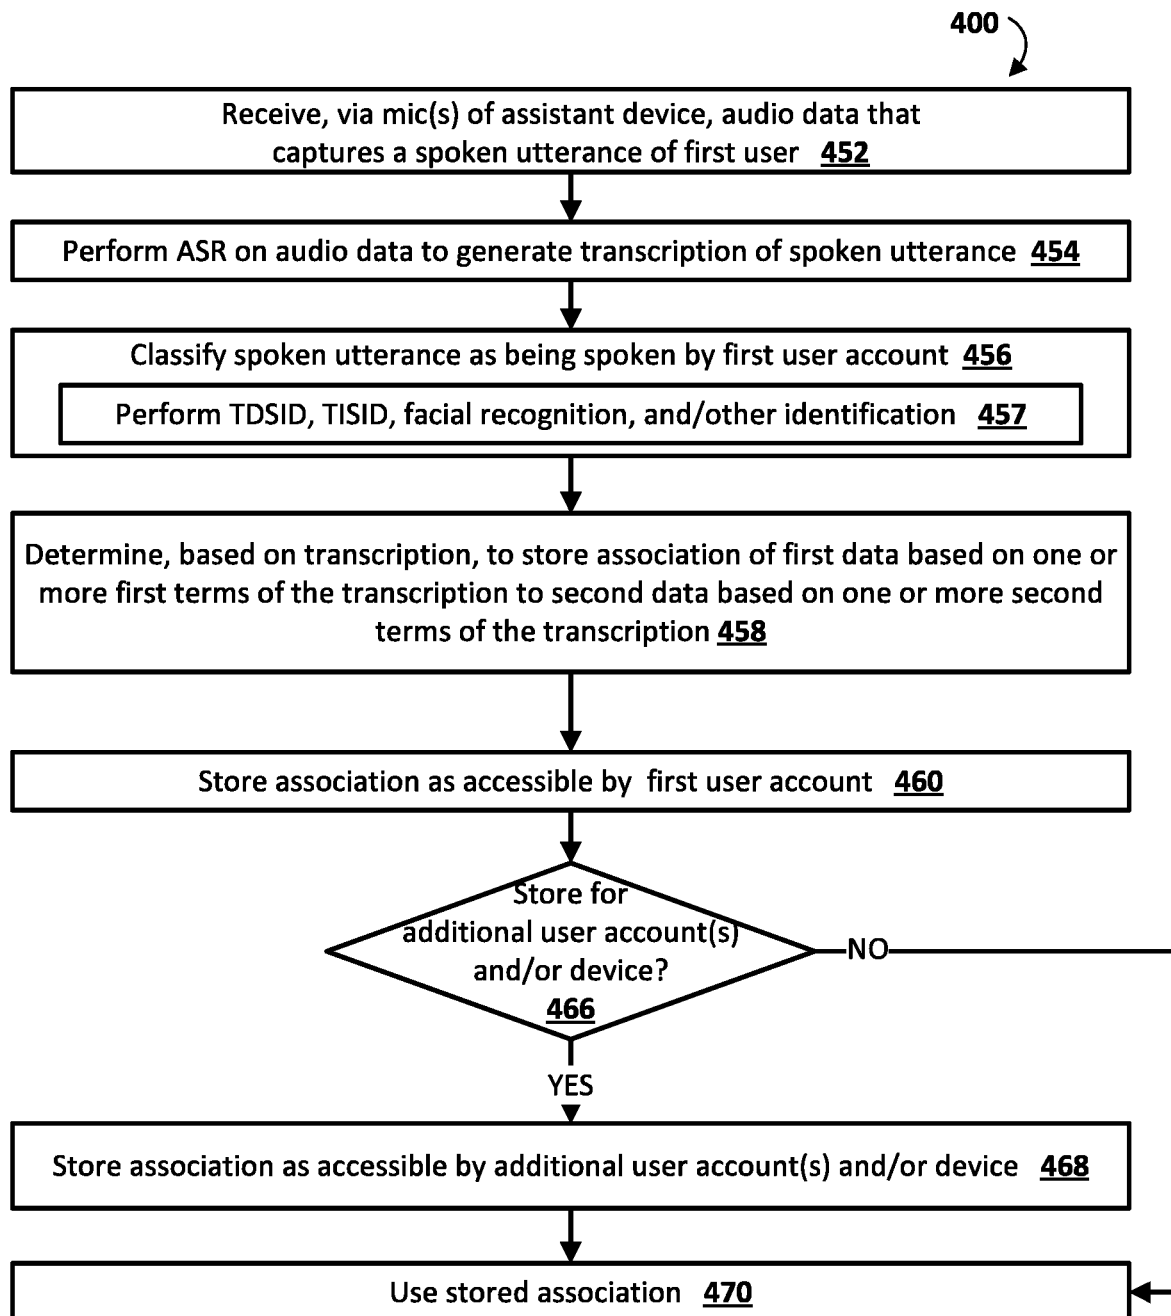 400
Receive, via mic(s) of assistant device, audio data that
captures a spoken utterance of first user 452
Perform ASR on audio data to generate transcription of spoken utterance 454
Classify spoken utterance as being spoken by first user account 456
Perform TDSID, TISID, facial recognition, and/other identification 457
Determine, based on transcription, to store association of first data based on one or
more first terms of the transcription to second data based on one or more second
terms of the transcription 458
Store association as accessible by first user account 460
Store for
additional user account(s)
and/or device?
466
NO
YES
Store association as accessible by additional user account(s) and/or device 468
Use stored association 470